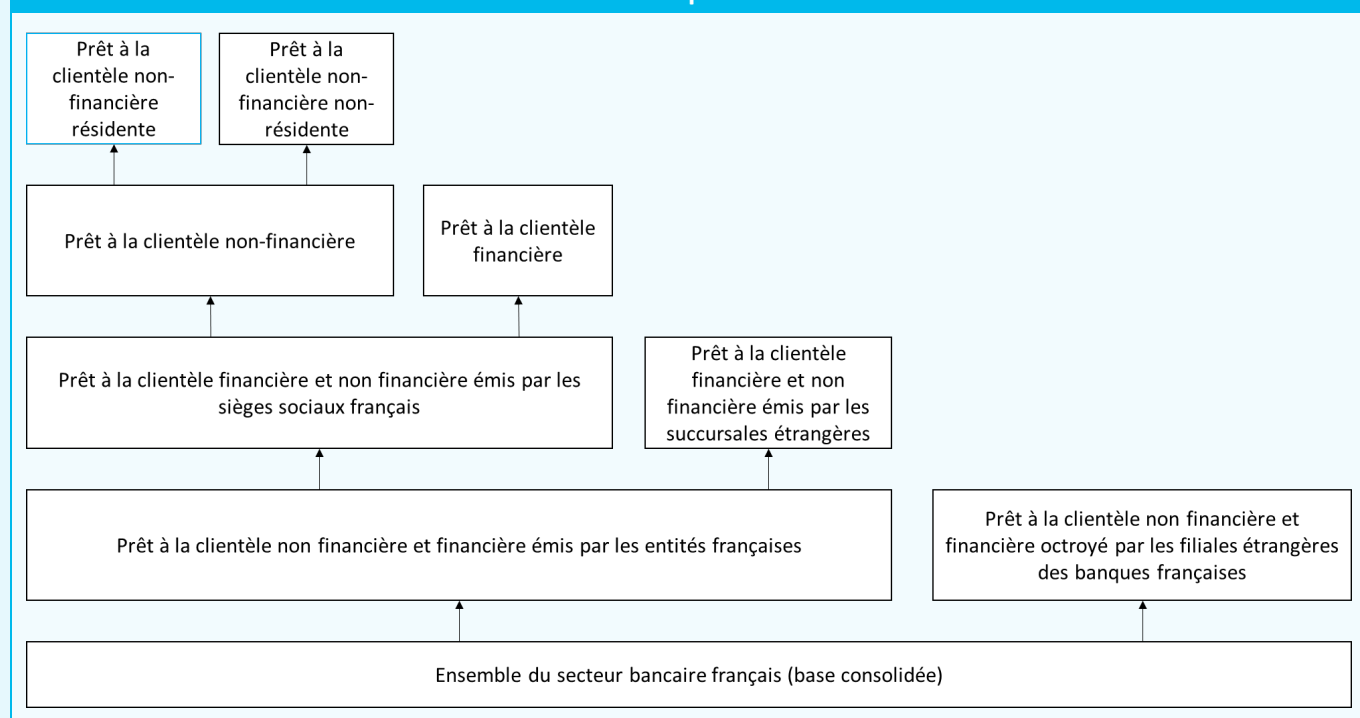 Prêt à la
clientèle non-
financière
résidente
Prêt à la
clientèle non-
financière non-
résidente
Prêt à la clientèle non-financière
Prêt à la clientèle
financière
Prêt à la clientèle financière et non financière émis par les
sièges sociaux français
Prêt à la clientèle
financière et non
financière émis par les
succursales étrangères
Prêt à la clientèle non financière et financière émis par les entités françaises
Prêt à la clientèle non financière et
financière octroyé par les filiales étrangères
des banques françaises
Ensemble du secteur bancaire français (base consolidée)